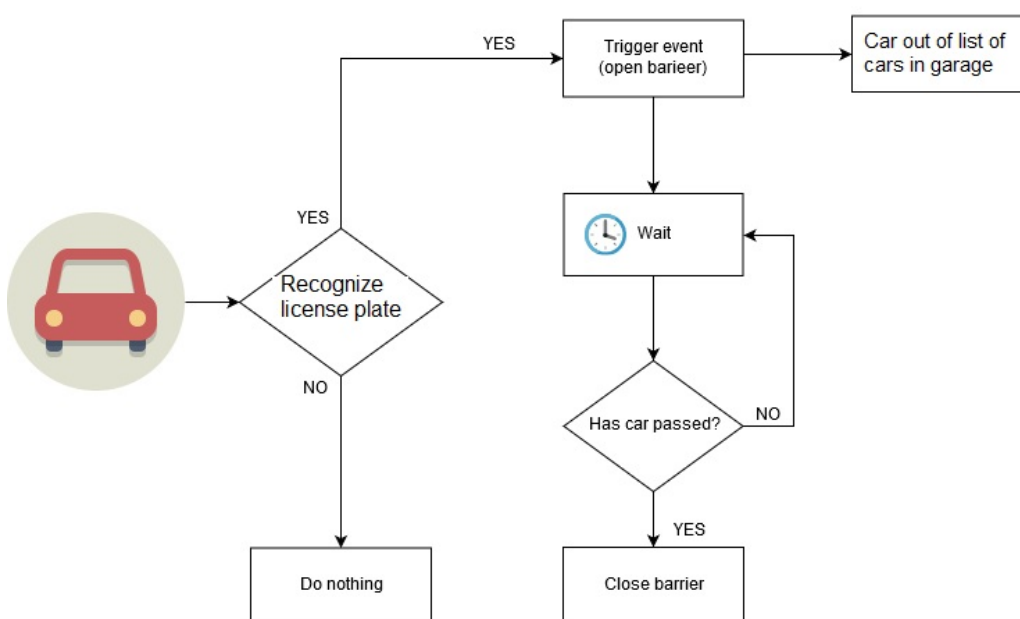 YES
Trigger event
(open barieer)
Car out of list of
cars in garage
YES
Wait
Recognize
license plate
NO
Has car passed?
NO
YES
Do nothing
Close barrier